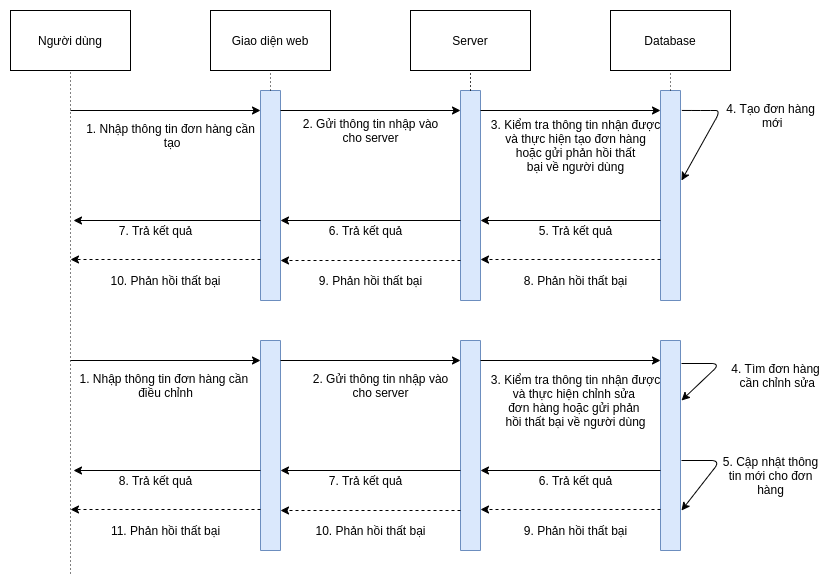 Người dùng
Giao diện web
Server
Database
1. Nhập thông tin đơn hàng cần
tạo
2. Gửi thông tin nhập vào
cho server
3. Kiểm tra thông tin nhận được
và thực hiện tạo đơn hàng
hoặc gửi phản hồi thất
bại về người dùng
4. Tạo đơn hàng
mới
7. Trả kết quả
6. Trả kết quả
5. Trả kết quả
10. Phản hồi thất bại
9. Phản hồi thất bại
8. Phản hồi thất bại
1. Nhập thông tin đơn hàng cần
điều chỉnh
2. Gửi thông tin nhập vào
cho server
3. Kiểm tra thông tin nhận được
và thực hiện chỉnh sửa
đơn hàng hoặc gửi phản
hồi thất bại về người dùng
4. Tìm đơn hàng
cần chỉnh sửa
5. Cập nhật thông
tin mới cho đơn
hàng
8. Trả kết quả
7. Trả kết quả
6. Trả kết quả
11. Phản hồi thất bại
10. Phản hồi thất bại
9. Phản hồi thất bại